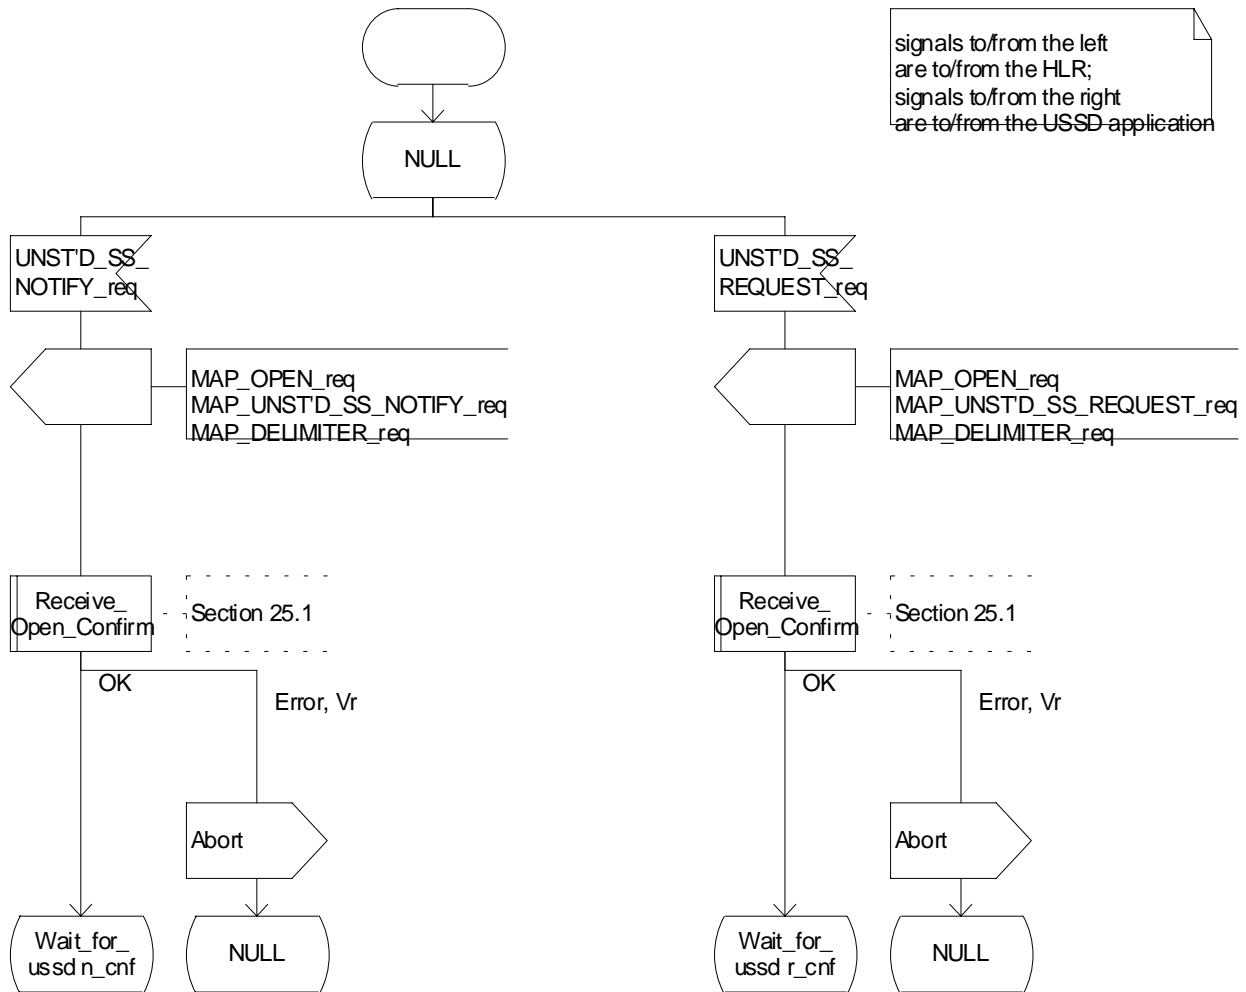 signals to/from the left
are to/from the HLR;
signals to/from the right
are to/from the USSD application
NULL
UNST'D_SS_
NOTIFY_req
UNST'D_SS_
REQUEST_req
MAP_OPEN_req
MAP_UNST'D_SS_NOTIFY_req
MAP_DELIMITER_req
MAP_OPEN_req
MAP_UNST'D_SS_REQUEST_req
MAP_DELIMITER_req
Receive_
Open_Confirm
Section 25.1
Receive_
Open_Confirm
Section 25.1
OK
Error, Vr
OK
Error, Vr
Abort
Abort
Wait_for_
ussd n_cnf
NULL
Wait_for_
ussd r_cnf
NULL